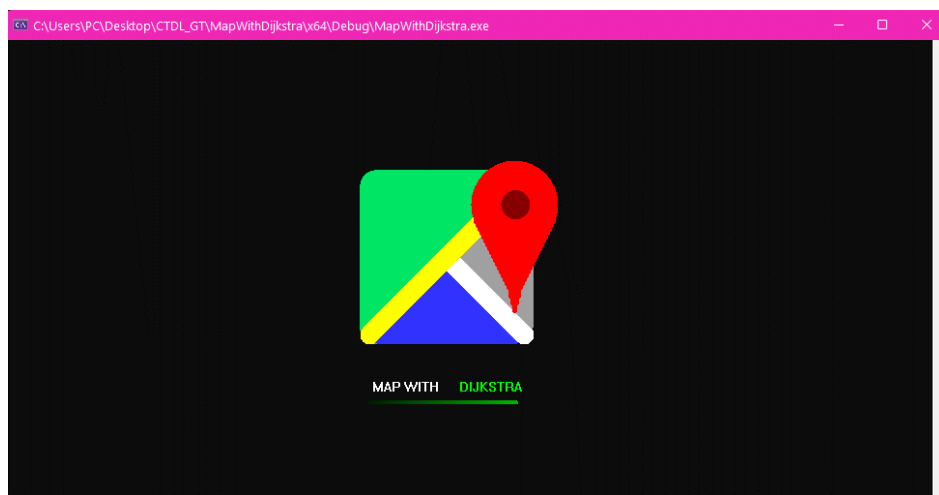 C:\Users\PC\Desktop\CTDL_GT\MapWithDijkstra\x64\Debug\MapWithDijkstra.exe
MAP WITH DIJKSTRA